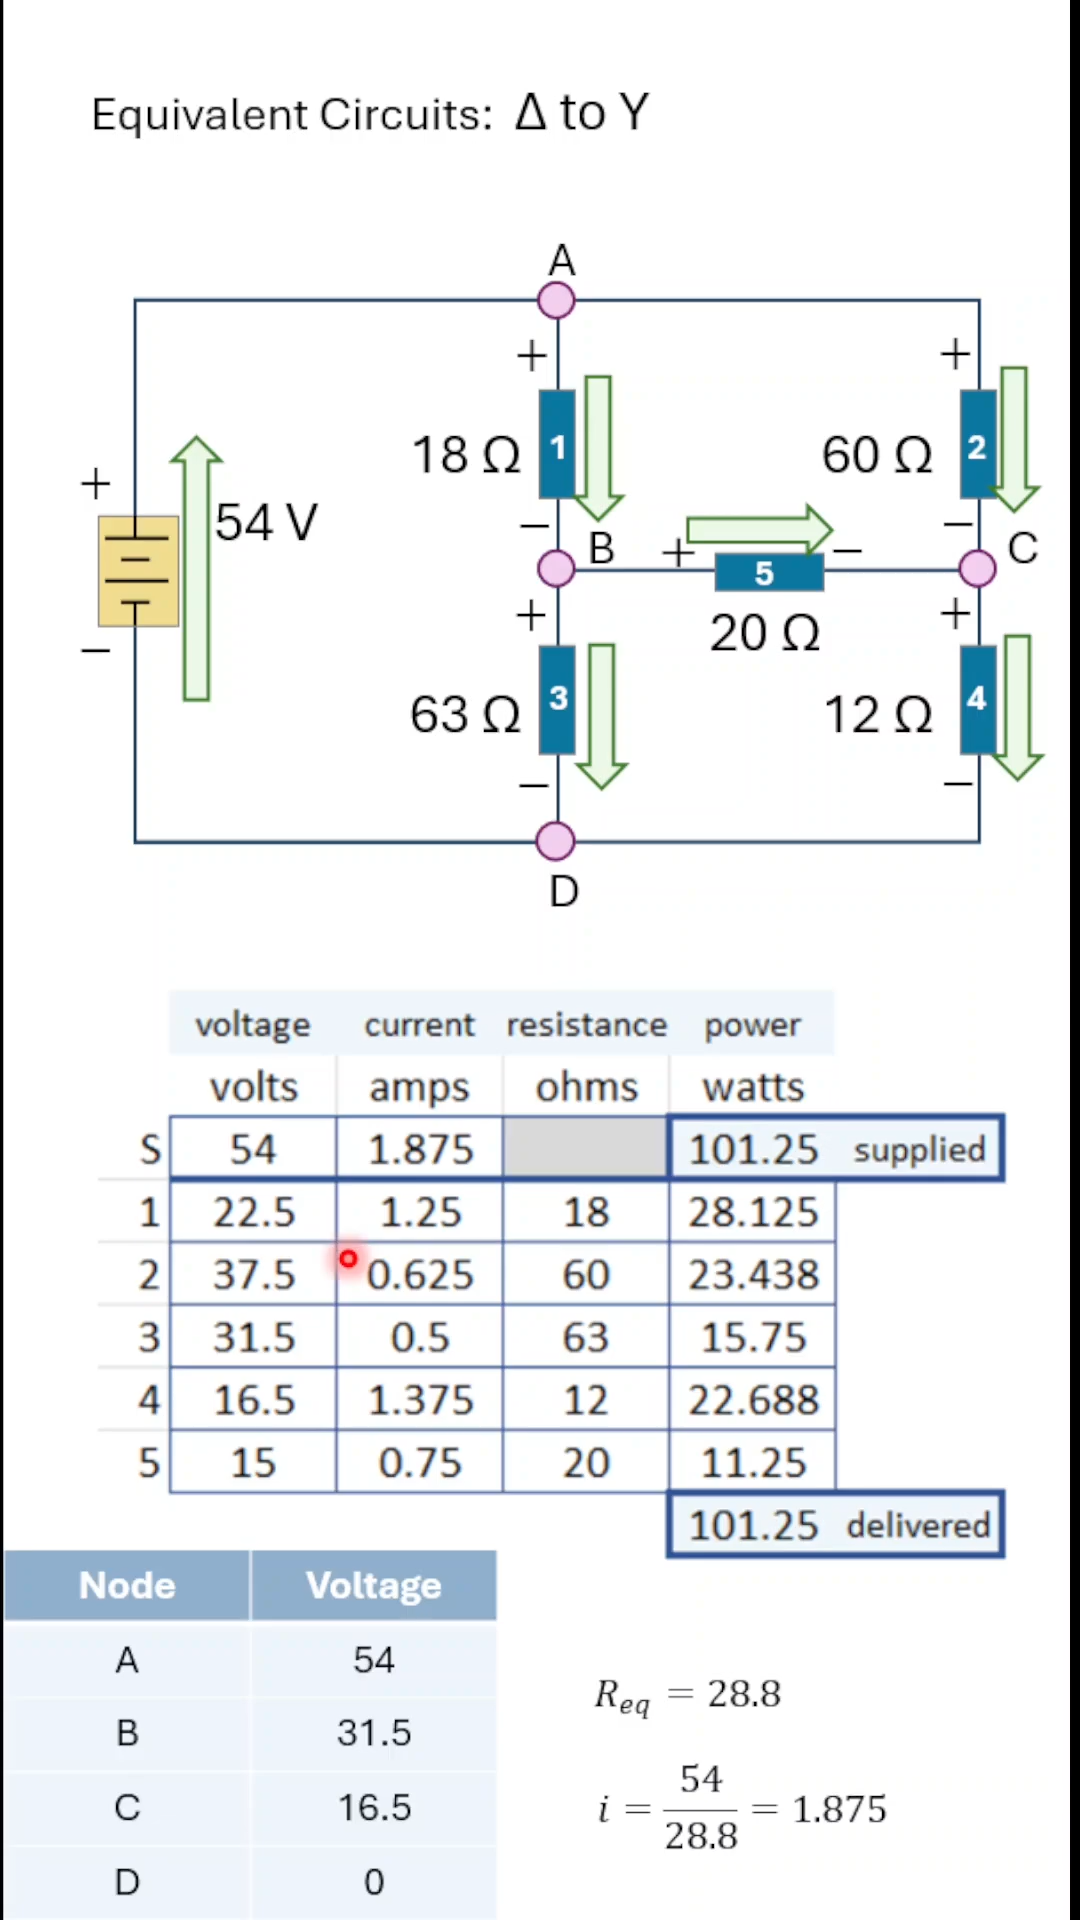 Equivalent Circuits: Δ to Y
A
+ +
18 Ω 1 60 Ω 2
+ 54 V
− −
B + − C
5
+ + 20 Ω
−
63 Ω 3 12 Ω 4
− −
D
voltage current resistance power
volts amps ohms watts
S 54 1.875 101.25 supplied
1 22.5 1.25 18 28.125
2 37.5 0.625 60 23.438
3 31.5 0.5 63 15.75
4 16.5 1.375 12 22.688
5 15 0.75 20 11.25
101.25 delivered
Node Voltage
A 54
B 31.5
C 16.5
D 0
R_eq = 28.8
i = 54/28.8 = 1.875